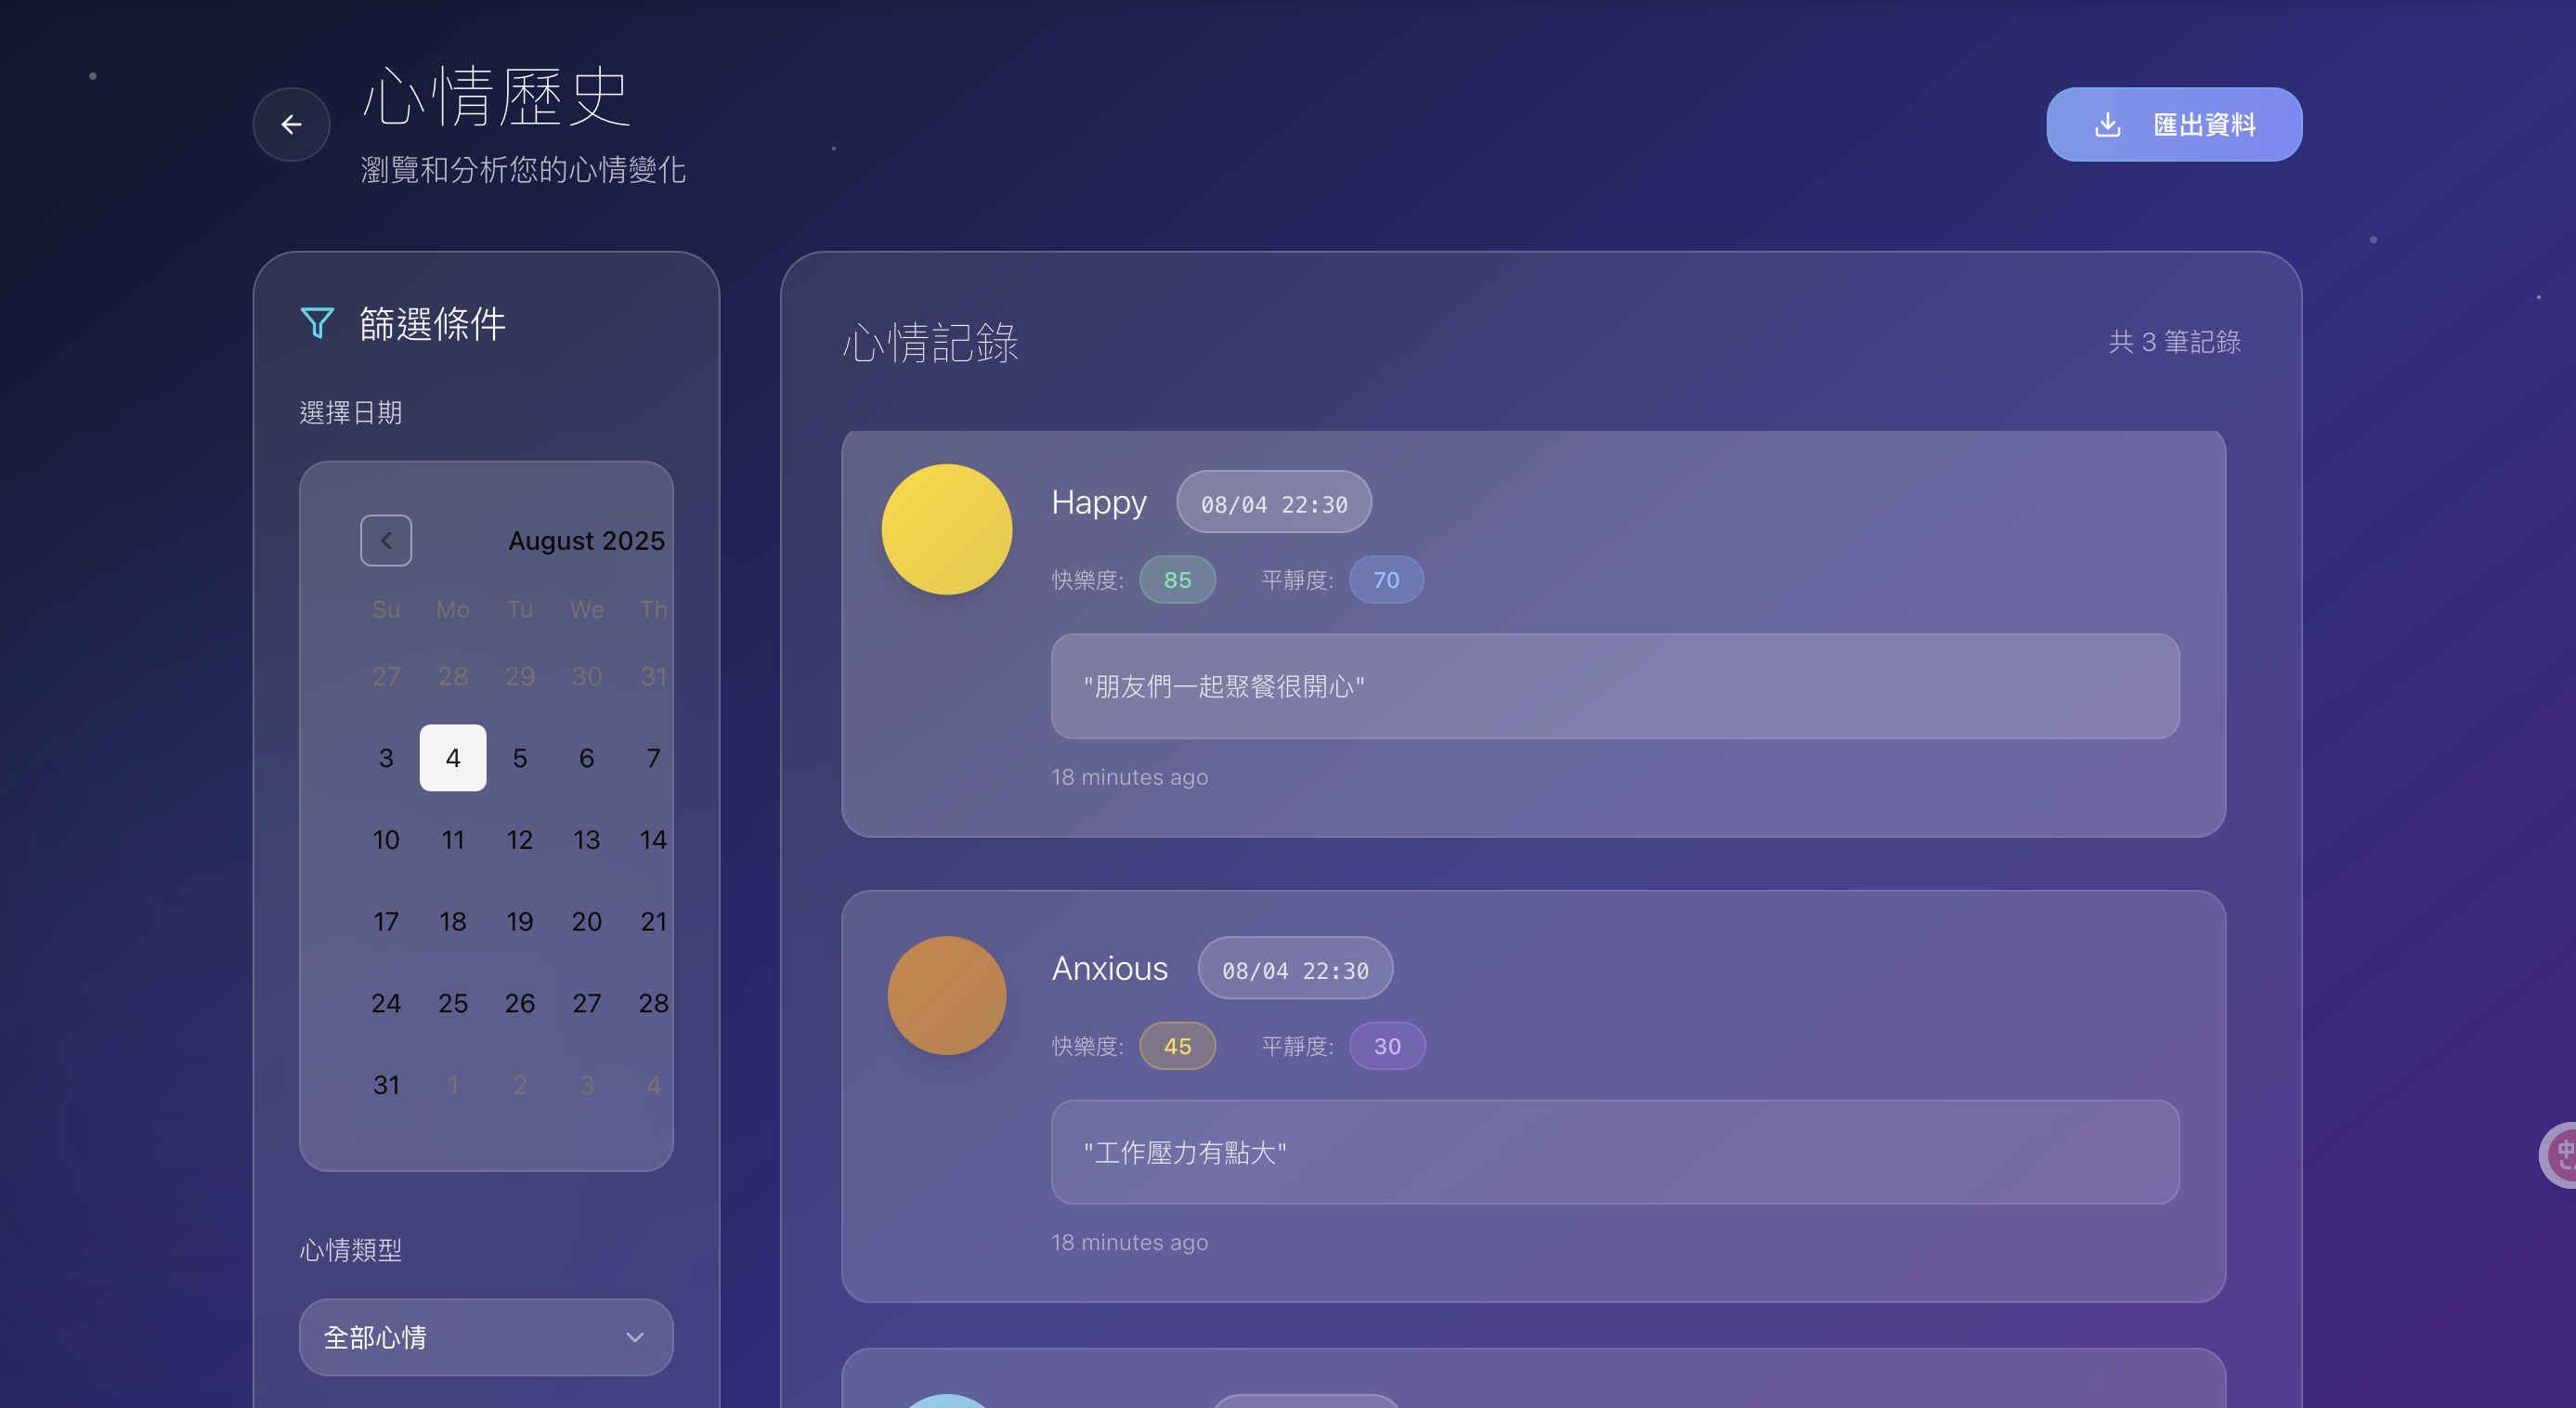 心情歷史
瀏覽和分析您的心情變化
匯出資料
篩選條件
選擇日期
August 2025
Su Mo Tu We Th
27 28 29 30 31
3 4 5 6 7
10 11 12 13 14
17 18 19 20 21
24 25 26 27 28
31 1 2 3 4
心情類型
全部心情
心情記錄
共 3 筆記錄
Happy 08/04 22:30
快樂度: 85 平靜度: 70
"朋友們一起聚餐很開心"
18 minutes ago
Anxious 08/04 22:30
快樂度: 45 平靜度: 30
"工作壓力有點大"
18 minutes ago